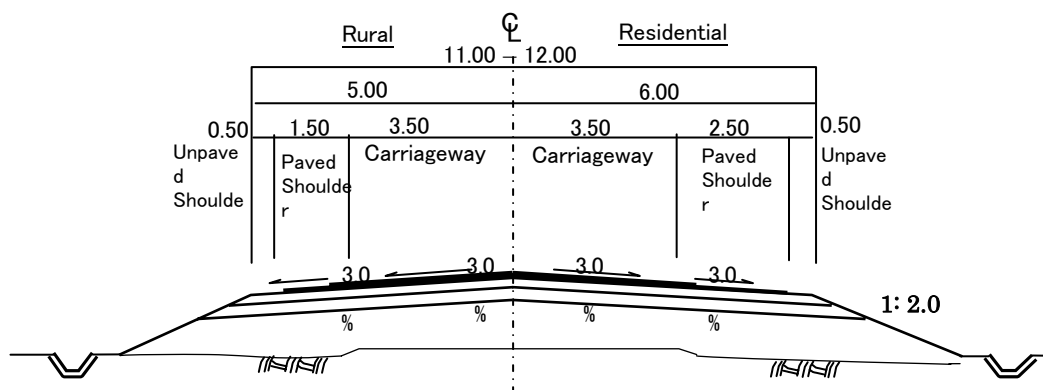 Rural ℄ Residential
11.00 – 12.00
5.00 6.00
0.50 1.50 3.50 3.50 2.50 0.50
Unpave
d
Shoulde
Paved
Shoulde
r
Carriageway
Carriageway
Paved
Shoulde
r
Unpave
d
Shoulde
3.0 3.0 3.0 3.0
% % % %
1: 2.0